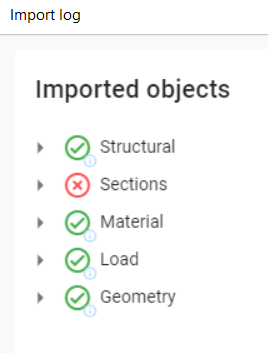 Import log
Imported objects
Structural
Sections
Material
Load
Geometry